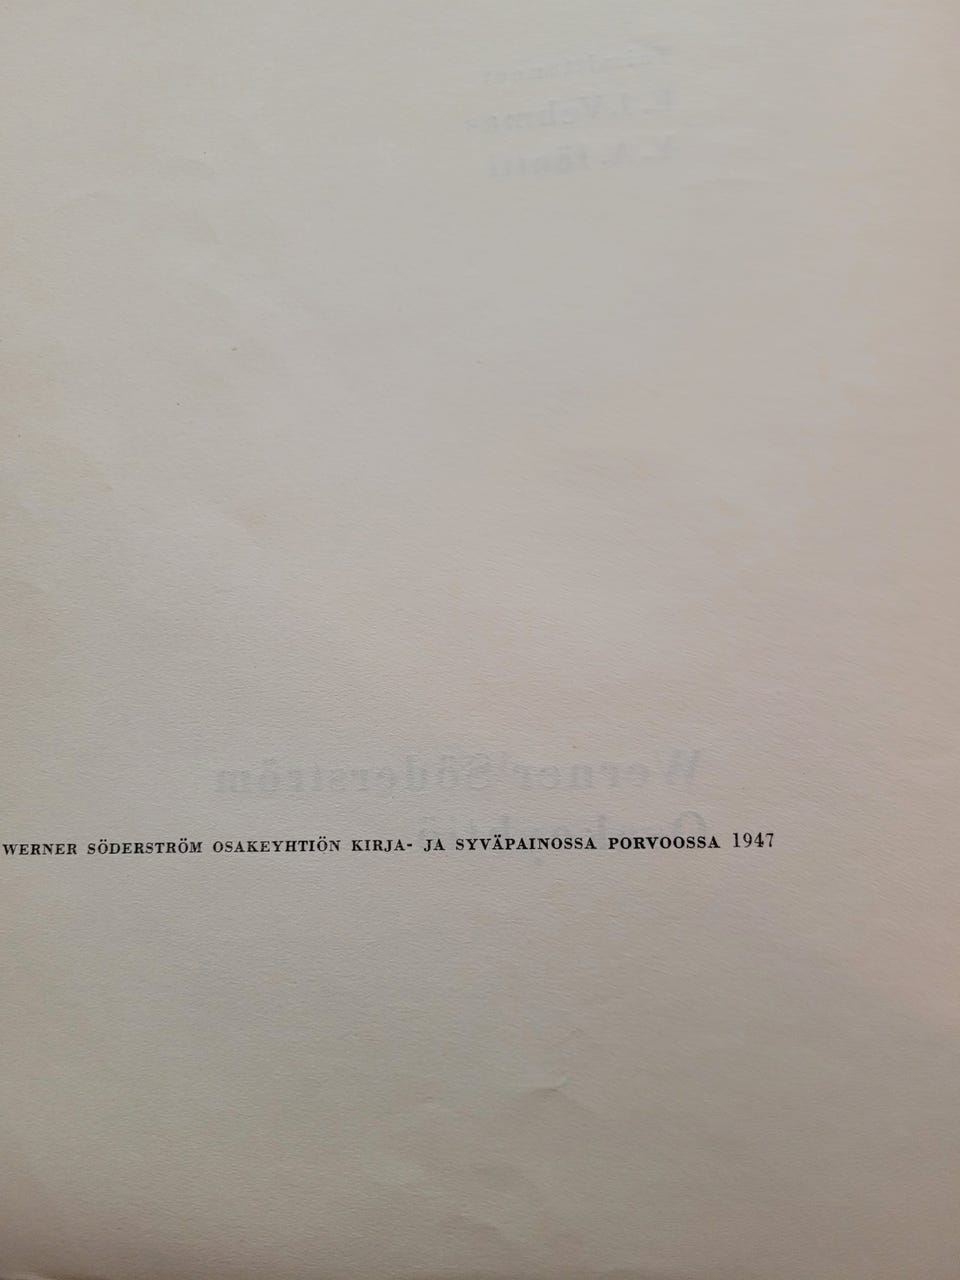 WERNER SÖDERSTRÖM OSAKEYHTIÖN KIRJA- JA SYVÄPAINOSSA PORVOOSSA 1947